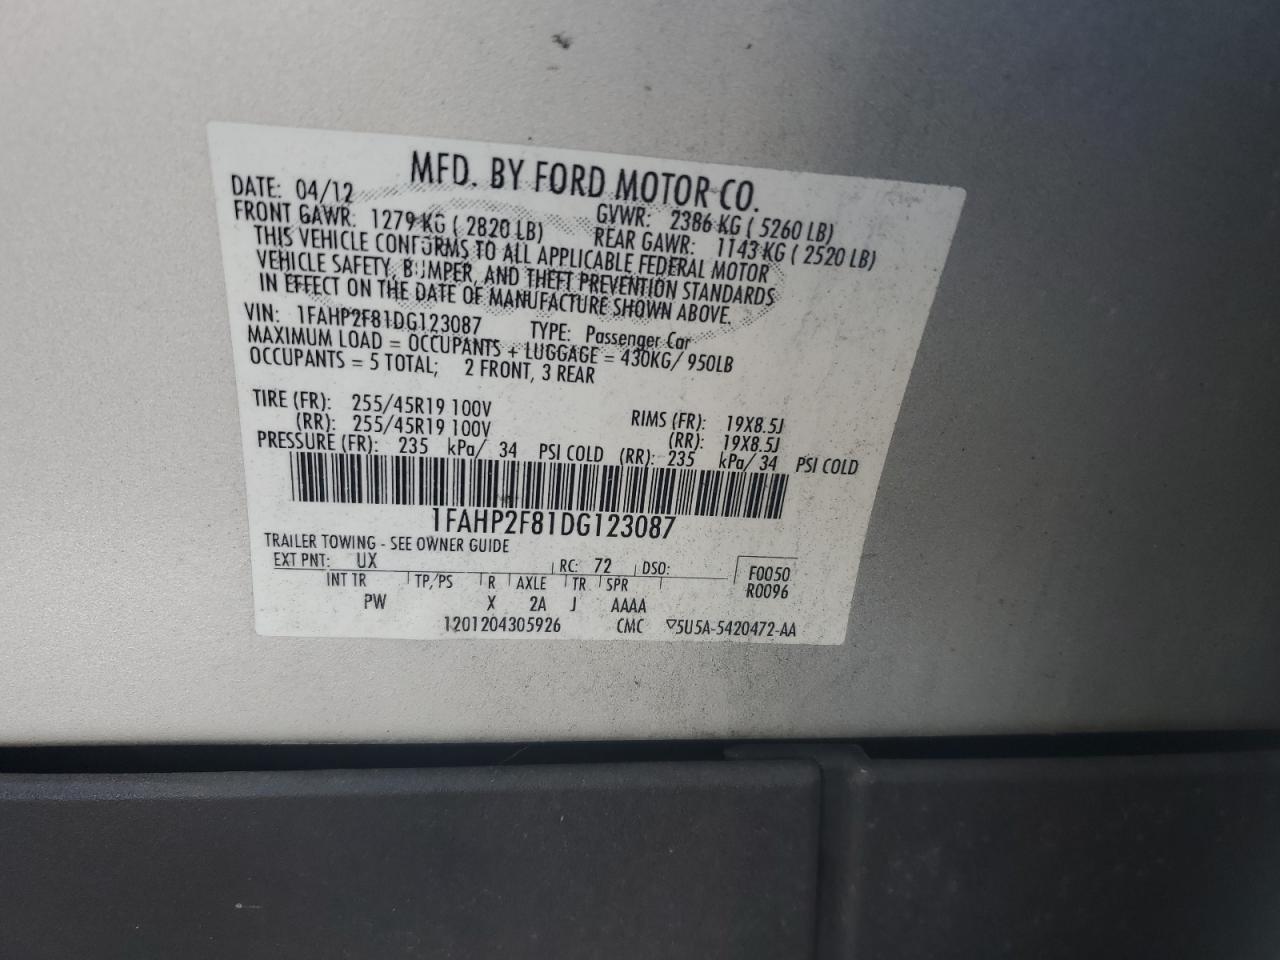 MFD. BY FORD MOTOR CO.
DATE: 04/12 GVWR: 2386 KG ( 5260 LB)
FRONT GAWR: 1279 KG ( 2820 LB) REAR GAWR: 1143 KG ( 2520 LB)
THIS VEHICLE CONFORMS TO ALL APPLICABLE FEDERAL MOTOR
VEHICLE SAFETY, BUMPER, AND THEFT PREVENTION STANDARDS
IN EFFECT ON THE DATE OF MANUFACTURE SHOWN ABOVE.
VIN: 1FAHP2F81DG123087 TYPE: Passenger Car
MAXIMUM LOAD = OCCUPANTS + LUGGAGE = 430KG/ 950LB
OCCUPANTS = 5 TOTAL; 2 FRONT, 3 REAR
TIRE (FR): 255/45R19 100V RIMS (FR): 19X8.5J
(RR): 255/45R19 100V (RR): 19X8.5J
PRESSURE (FR): 235 kPa/ 34 PSI COLD (RR): 235 kPa/ 34 PSI COLD
1FAHP2F81DG123087
TRAILER TOWING - SEE OWNER GUIDE
EXT PNT: UX RC: 72 DSO: F0050
INT TR TP/PS R AXLE TR SPR R0096
PW X 2A J AAAA
1201204305926 CMC ▽5U5A-5420472-AA